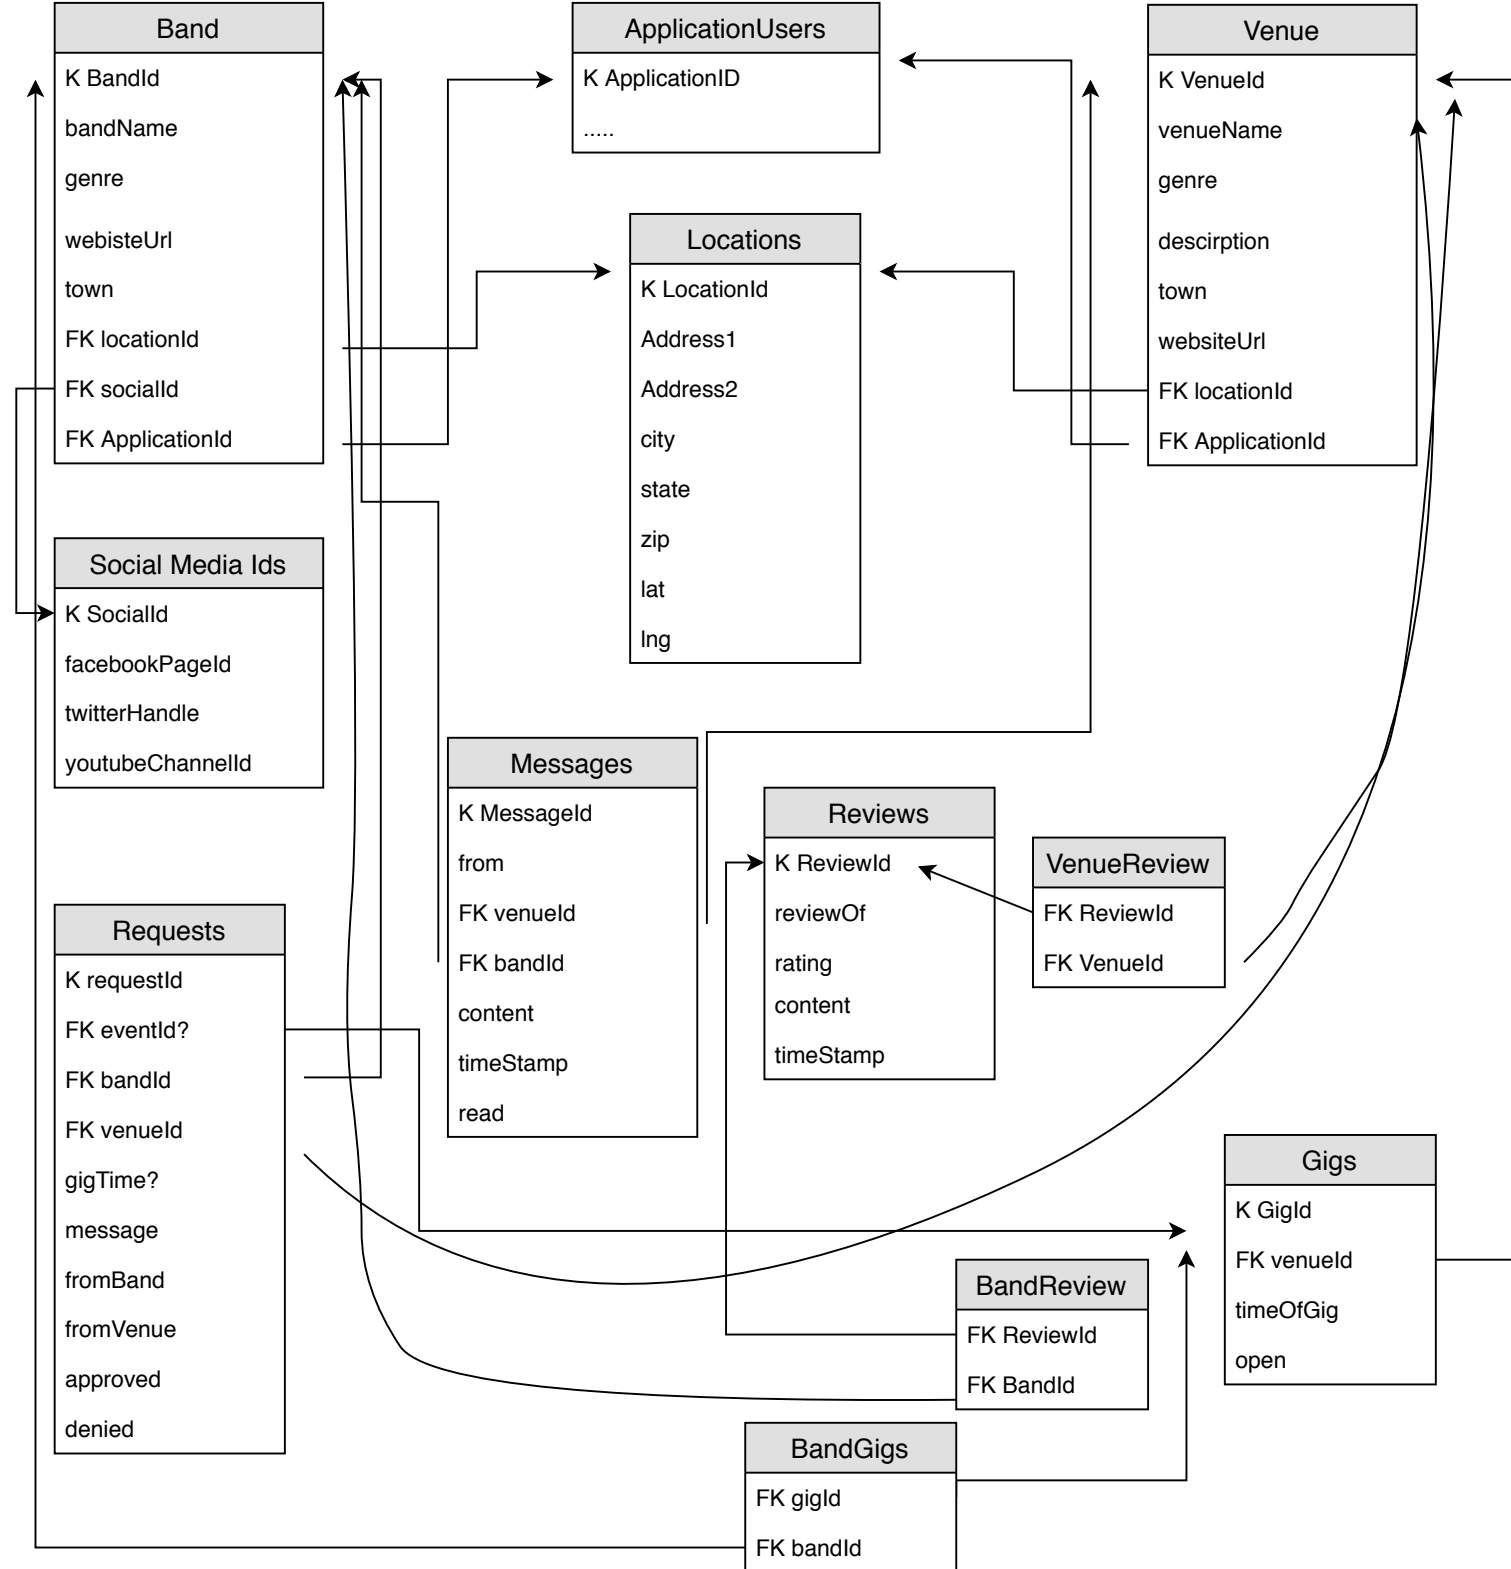 Band
K BandId
bandName
genre
webisteUrl
town
FK locationId
FK socialId
FK ApplicationId
ApplicationUsers
K ApplicationID
.....
Venue
K VenueId
venueName
genre
descirption
town
websiteUrl
FK locationId
FK ApplicationId
Locations
K LocationId
Address1
Address2
city
state
zip
lat
lng
Social Media Ids
K SocialId
facebookPageId
twitterHandle
youtubeChannelId
Messages
K MessageId
from
FK venueId
FK bandId
content
timeStamp
read
Reviews
K ReviewId
reviewOf
rating
content
timeStamp
VenueReview
FK ReviewId
FK VenueId
Requests
K requestId
FK eventId?
FK bandId
FK venueId
gigTime?
message
fromBand
fromVenue
approved
denied
Gigs
K GigId
FK venueId
timeOfGig
open
BandReview
FK ReviewId
FK BandId
BandGigs
FK gigId
FK bandId